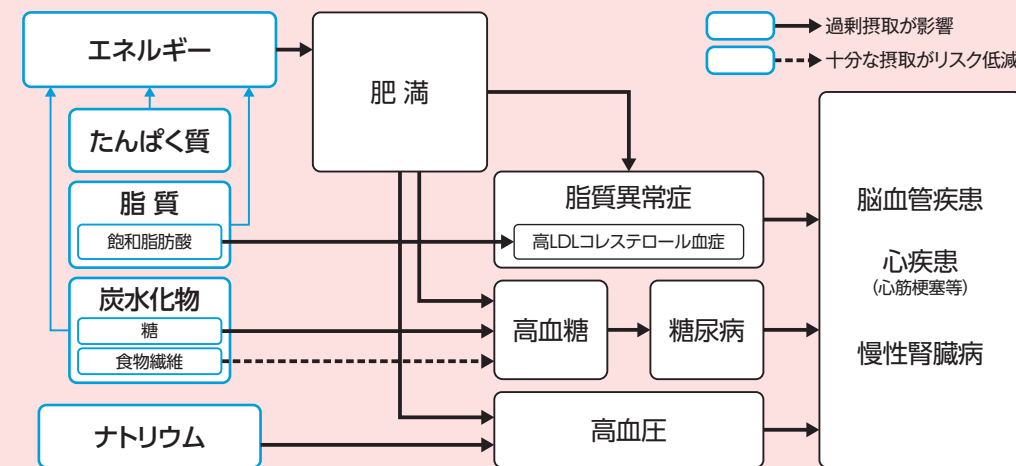 エネルギー
たんぱく質
脂質
飽和脂肪酸
炭水化物
糖
食物繊維
ナトリウム
肥満
脂質異常症
高LDLコレステロール血症
高血糖
糖尿病
高血圧
過剰摂取が影響
十分な摂取がリスク低減
脳血管疾患
心疾患
(心筋梗塞等)
慢性腎臓病